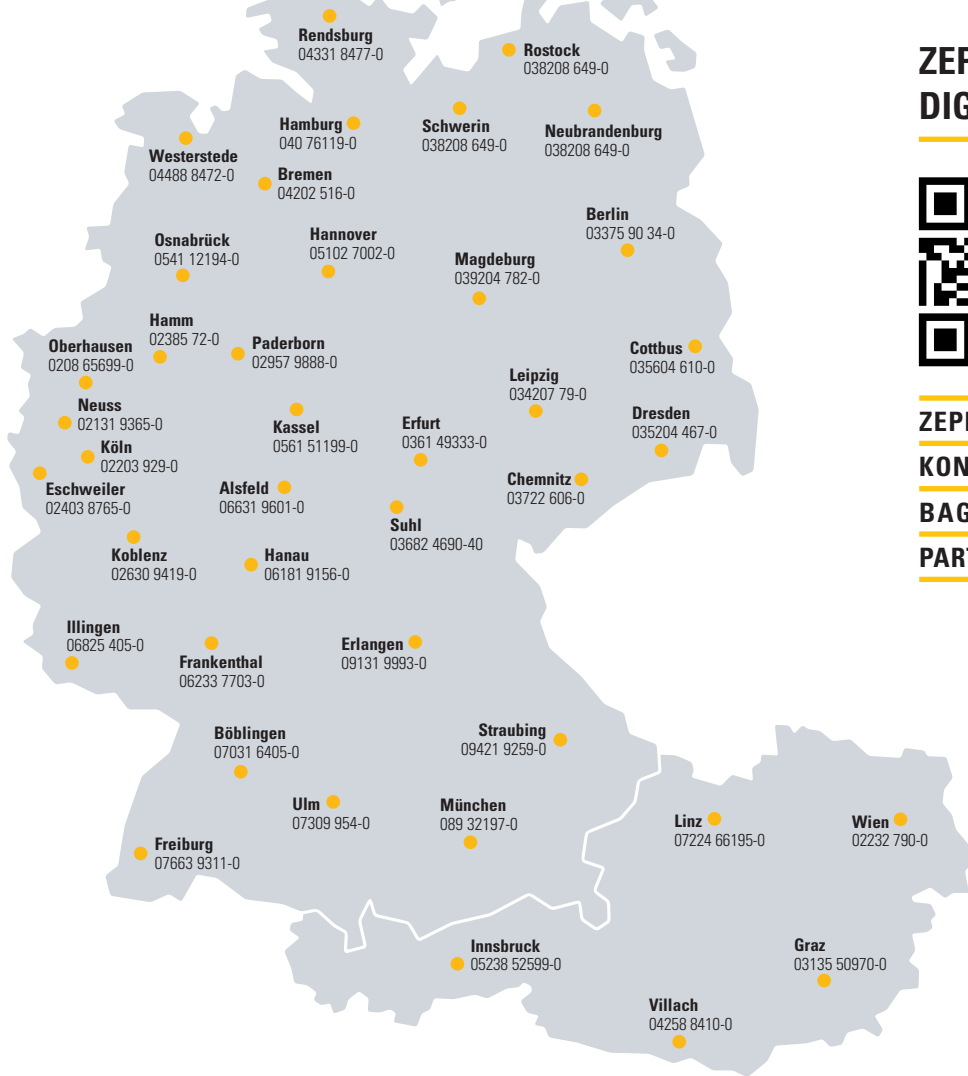 Rendsburg
04331 8477-0
Rostock
038208 649-0
Hamburg
040 76119-0
Schwerin
038208 649-0
Neubrandenburg
038208 649-0
Westerstede
04488 8472-0
Bremen
04202 516-0
Berlin
03375 90 34-0
Osnabrück
0541 12194-0
Hannover
05102 7002-0
Magdeburg
039204 782-0
Hamm
02385 72-0
Oberhausen
0208 65699-0
Paderborn
02957 9888-0
Cottbus
035604 610-0
Leipzig
034207 79-0
Neuss
02131 9365-0
Kassel
0561 51199-0
Erfurt
0361 49333-0
Dresden
035204 467-0
Köln
02203 929-0
Eschweiler
02403 8765-0
Alsfeld
06631 9601-0
Chemnitz
03722 606-0
Suhl
03682 4690-40
Koblenz
02630 9419-0
Hanau
06181 9156-0
Illingen
06825 405-0
Frankenthal
06233 7703-0
Erlangen
09131 9993-0
Böblingen
07031 6405-0
Straubing
09421 9259-0
Ulm
07309 954-0
München
089 32197-0
Linz
07224 66195-0
Wien
02232 790-0
Freiburg
07663 9311-0
Innsbruck
05238 52599-0
Graz
03135 50970-0
Villach
04258 8410-0
DIG
KON
BAG
PART